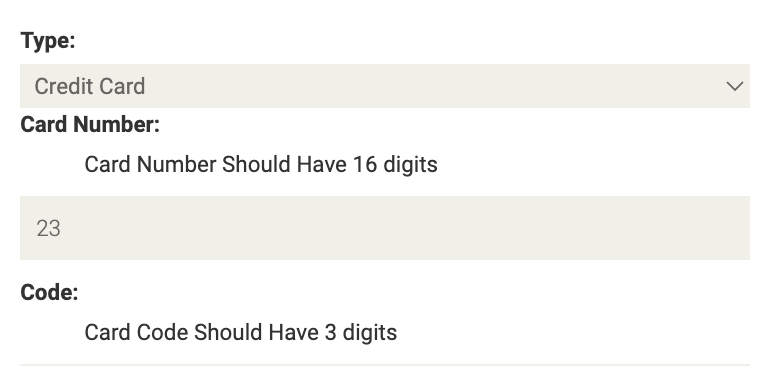 Type:
Credit Card
Card Number:
Card Number Should Have 16 digits
23
Code:
Card Code Should Have 3 digits